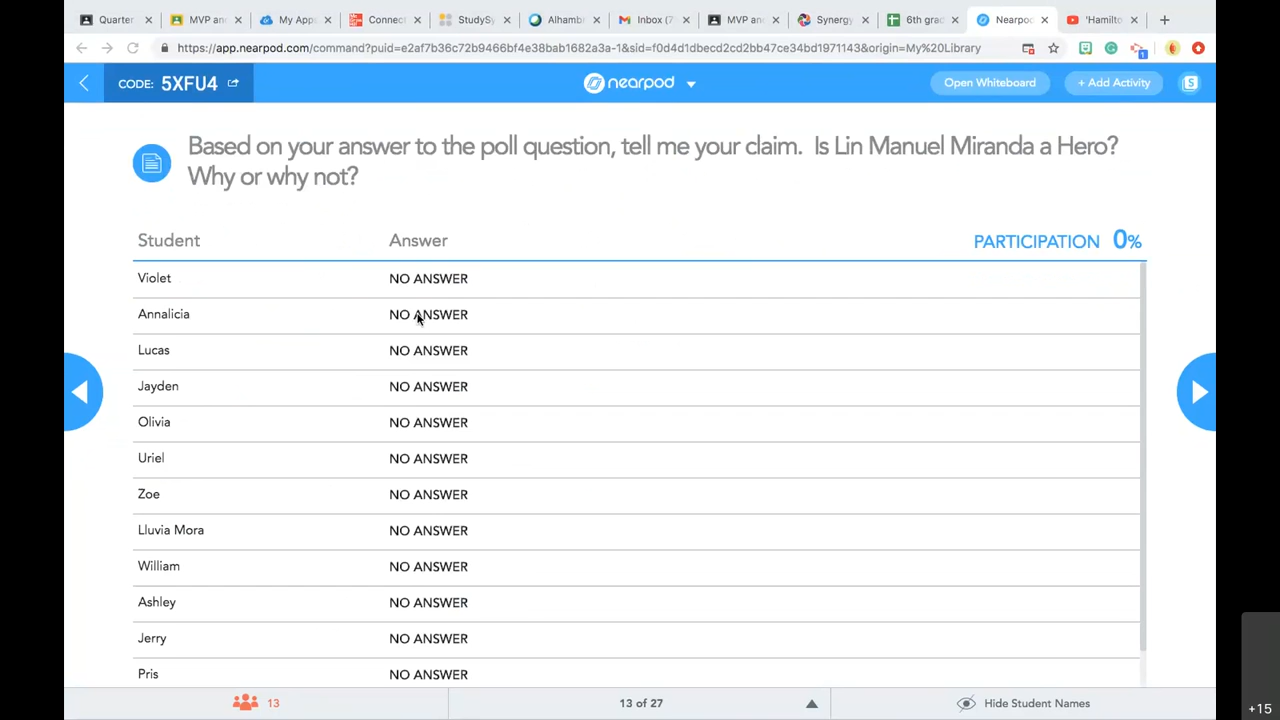 Quarter
MVP and
My App
Connect
StudySy
Alhamb
Inbox (7
MVP and
Synergy
6th grad
Nearpod
'Hamilto
https://app.nearpod.com/command?puid=e2af7b36c72b9466bf4e38bab1682a3a-1&sid=f0d4d1dbecd2cd2bb47ce34bd1971143&origin=My%20Library
1
CODE: 5XFU4
nearpod
Open Whiteboard
+ Add Activity
S
Based on your answer to the poll question, tell me your claim. Is Lin Manuel Miranda a Hero?
Why or why not?
Student Answer PARTICIPATION 0%
Violet NO ANSWER
Annalicia NO ANSWER
Lucas NO ANSWER
Jayden NO ANSWER
Olivia NO ANSWER
Uriel NO ANSWER
Zoe NO ANSWER
Lluvia Mora NO ANSWER
William NO ANSWER
Ashley NO ANSWER
Jerry NO ANSWER
Pris NO ANSWER
13
13 of 27
Hide Student Names
+15